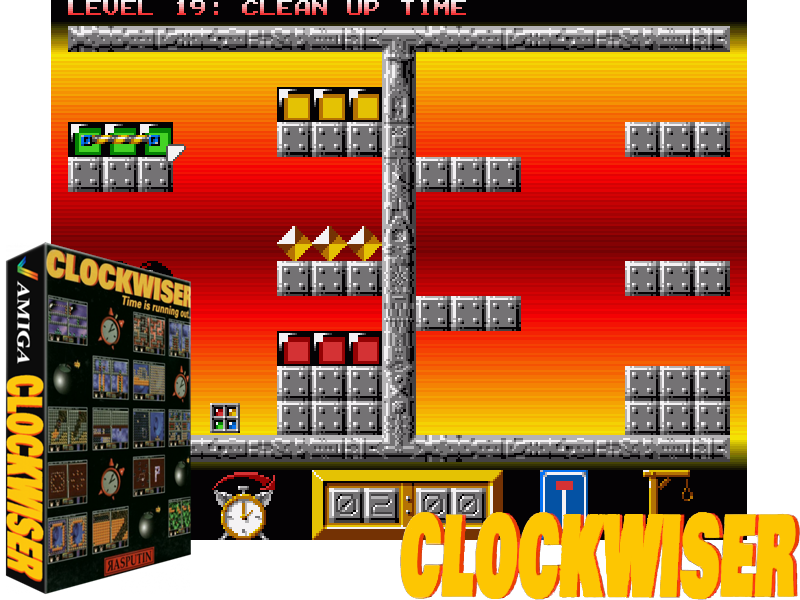 LEVEL 19: CLEAN UP TIME
CLOCKWISER
Time is running out.
AMIGA
CLOCKWISER
RASPUTIN
02:00
CLOCKWISER